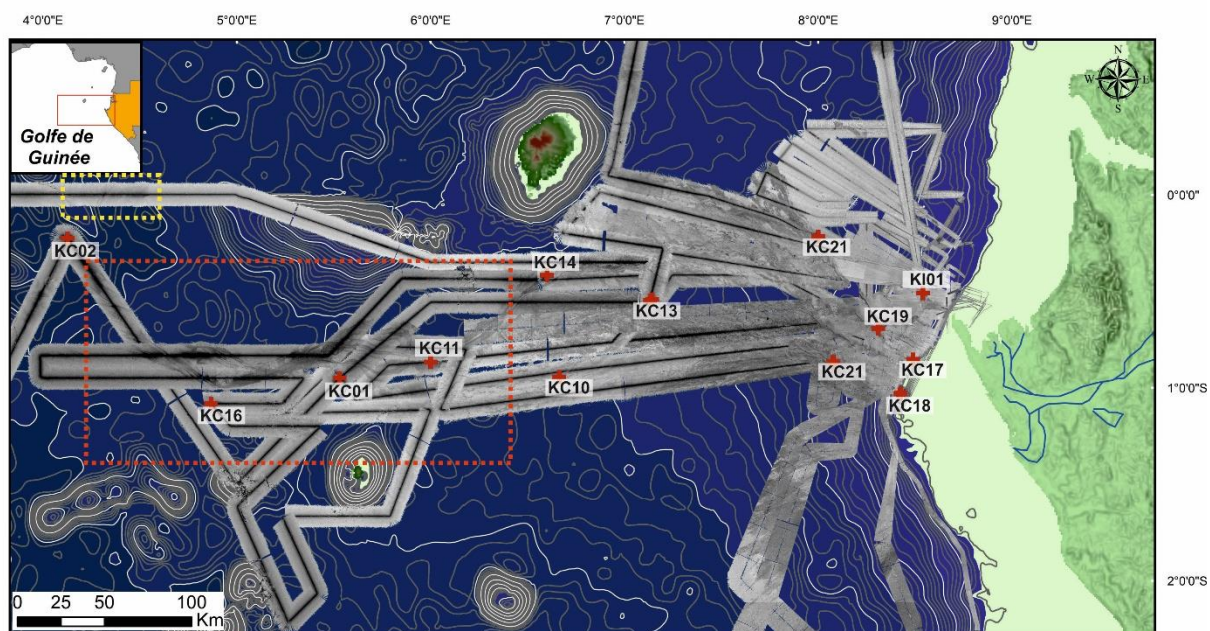 4°0'0"E 5°0'0"E 6°0'0"E 7°0'0"E 8°0'0"E 9°0'0"E
Golfe de
Guinée
N
W E
S
0°0'0"
KC02
KC21
KC14
KI01
KC13
KC19
KC11
KC21
KC17
KC01
KC10
1°0'0"S
KC16
KC18
2°0'0"S
0 25 50 100
Km